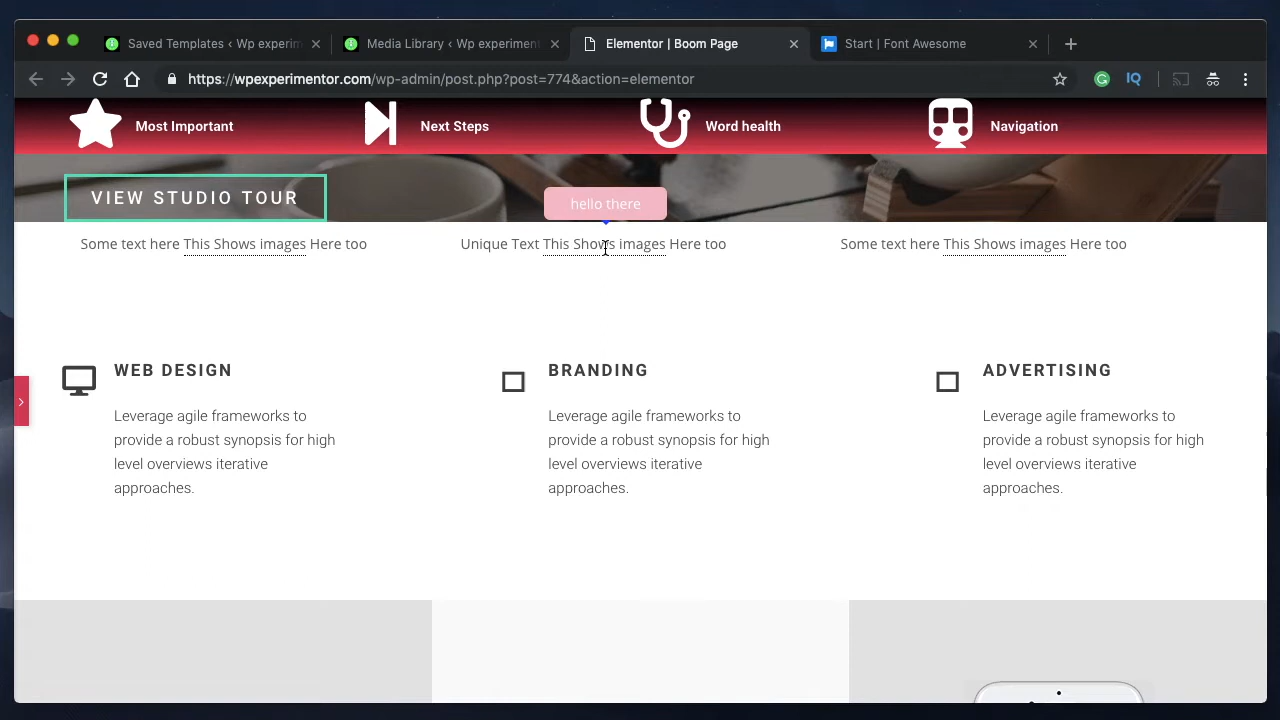 Saved Templates ‹ Wp experim
Media Library ‹ Wp experiment
Elementor | Boom Page
Start | Font Awesome
https://wpexperimentor.com/wp-admin/post.php?post=774&action=elementor
IQ
Most Important
Next Steps
Word health
Navigation
VIEW STUDIO TOUR
hello there
Some text here This Shows images Here too
Unique Text This Shows images Here too
Some text here This Shows images Here too
WEB DESIGN
Leverage agile frameworks to
provide a robust synopsis for high
level overviews iterative
approaches.
BRANDING
Leverage agile frameworks to
provide a robust synopsis for high
level overviews iterative
approaches.
ADVERTISING
Leverage agile frameworks to
provide a robust synopsis for high
level overviews iterative
approaches.